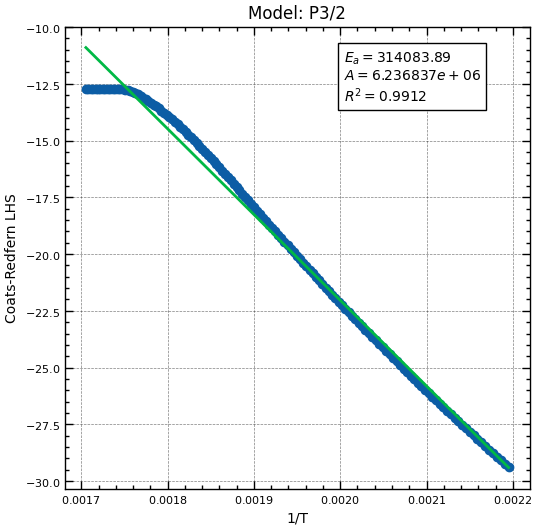 Model: P3/2
E_a = 314083.89
A = 6.236837e + 06
R² = 0.9912
−10.0
−12.5
−15.0
−17.5
−20.0
−22.5
−25.0
−27.5
−30.0
Coats-Redfern LHS
0.0017 0.0018 0.0019 0.0020 0.0021 0.0022
1/T